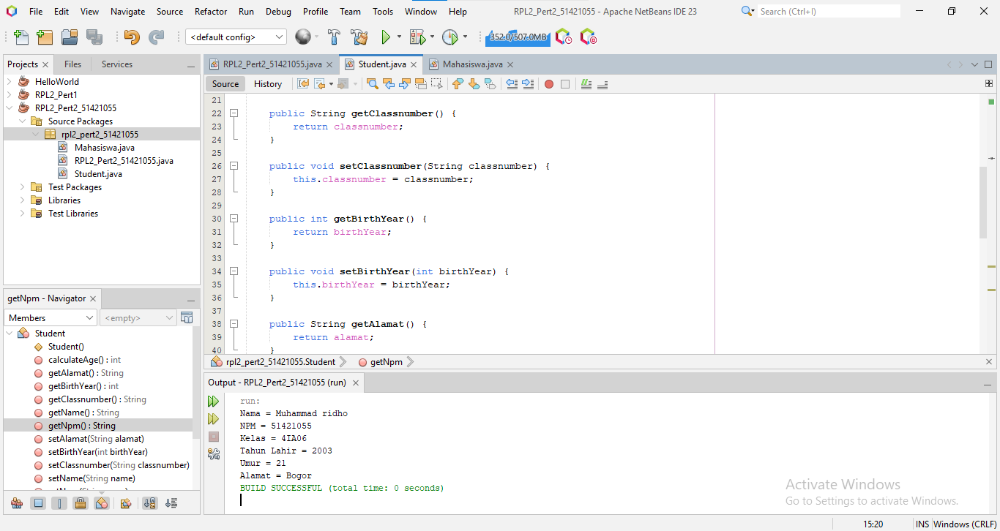 File Edit View Navigate Source Refactor Run Debug Profile Team Tools Window Help RPL2_Pert2_51421055 - Apache NetBeans IDE 23 Search (Ctrl+I)
<default config> 352.0/507.0MB
Projects Files Services
HelloWorld
RPL2_Pert1
RPL2_Pert2_51421055
Source Packages
rpl2_pert2_51421055
Mahasiswa.java
RPL2_Pert2_51421055.java
Student.java
Test Packages
Libraries
Test Libraries
getNpm - Navigator
Members <empty>
Student
Student()
calculateAge() : int
getAlamat() : String
getBirthYear() : int
getClassnumber() : String
getName() : String
getNpm() : String
setAlamat(String alamat)
setBirthYear(int birthYear)
setClassnumber(String classnumber)
setName(String name)
RPL2_Pert2_51421055.java Student.java Mahasiswa.java
Source History
21
22 public String getClassnumber() {
23 return classnumber;
24 }
25
26 public void setClassnumber(String classnumber) {
27 this.classnumber = classnumber;
28 }
29
30 public int getBirthYear() {
31 return birthYear;
32 }
33
34 public void setBirthYear(int birthYear) {
35 this.birthYear = birthYear;
36 }
37
38 public String getAlamat() {
39 return alamat;
40 }
rpl2_pert2_51421055.Student getNpm
Output - RPL2_Pert2_51421055 (run)
run:
Nama = Muhammad ridho
NPM = 51421055
Kelas = 4IA06
Tahun Lahir = 2003
Umur = 21
Alamat = Bogor
BUILD SUCCESSFUL (total time: 0 seconds)
Activate Windows
Go to Settings to activate Windows.
15:20 INS Windows (CRLF)